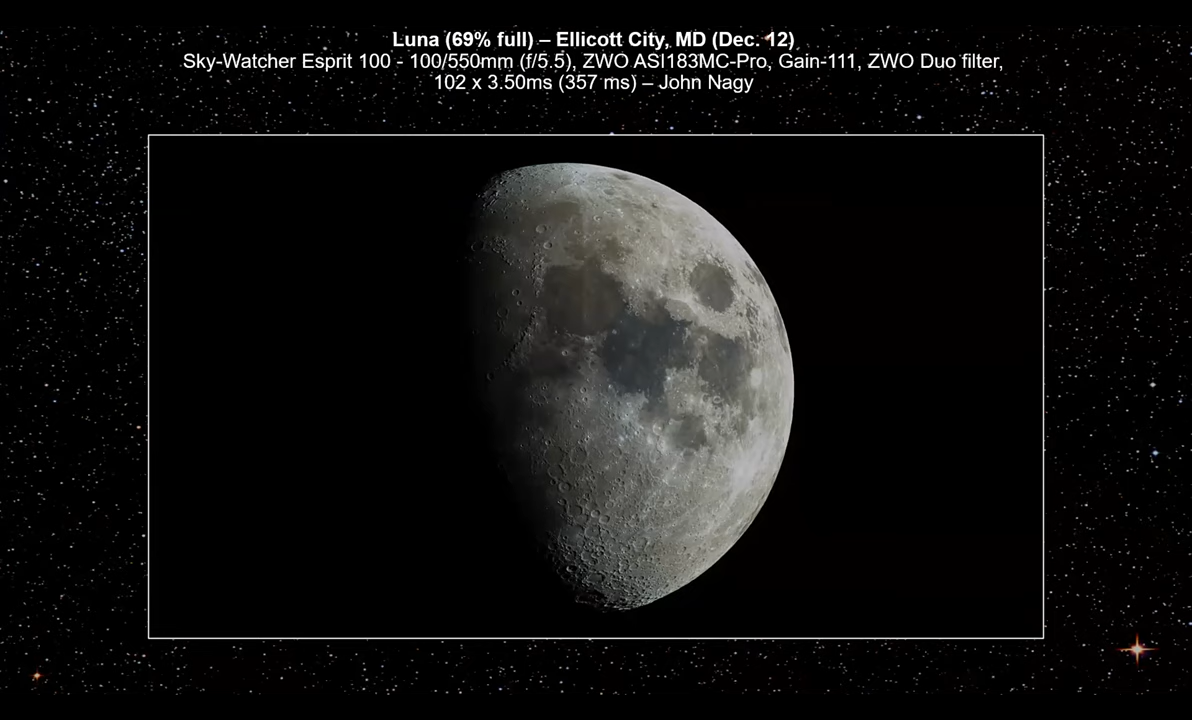 Luna (69% full) – Ellicott City, MD (Dec. 12)
Sky-Watcher Esprit 100 - 100/550mm (f/5.5), ZWO ASI183MC-Pro, Gain-111, ZWO Duo filter,
102 x 3.50ms (357 ms) – John Nagy